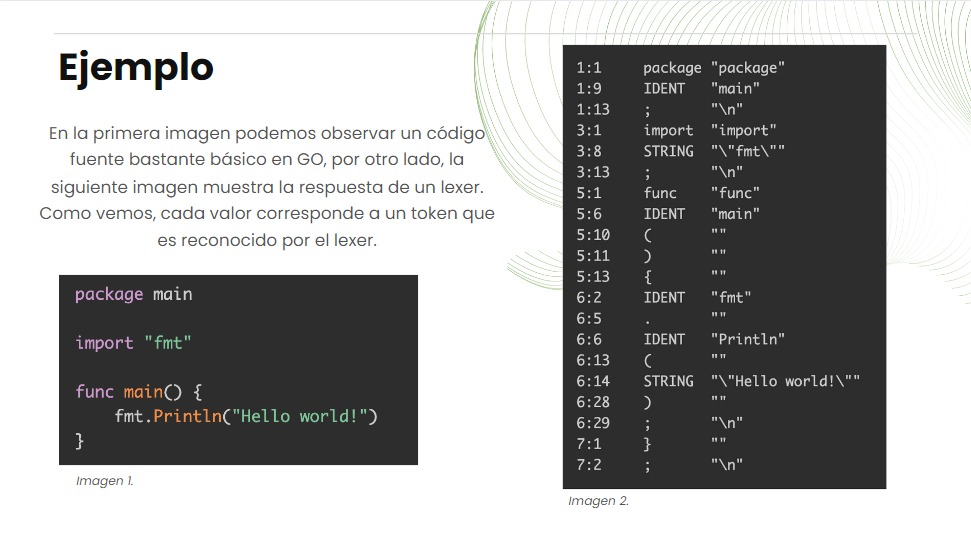 Ejemplo
En la primera imagen podemos observar un código
fuente bastante básico en GO, por otro lado, la
siguiente imagen muestra la respuesta de un lexer.
Como vemos, cada valor corresponde a un token que
es reconocido por el lexer.
package main
import "fmt"
func main() {
    fmt.Println("Hello world!")
}
Imagen 1.
1:1 package "package"
1:9 IDENT "main"
1:13 ; "\n"
3:1 import "import"
3:8 STRING "\"fmt\""
3:13 ; "\n"
5:1 func "func"
5:6 IDENT "main"
5:10 ( ""
5:11 ) ""
5:13 { ""
6:2 IDENT "fmt"
6:5 . ""
6:6 IDENT "Println"
6:13 ( ""
6:14 STRING "\"Hello world!\""
6:28 ) ""
6:29 ; "\n"
7:1 } ""
7:2 ; "\n"
Imagen 2.